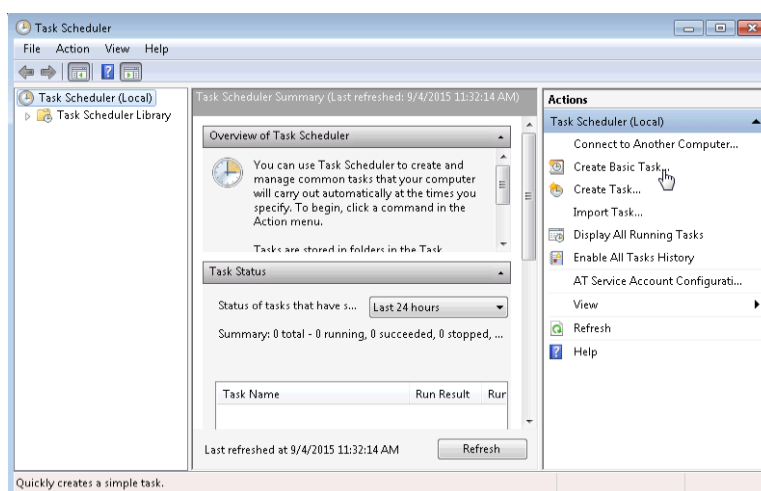 Task Scheduler
File Action View Help
Task Scheduler (Local)
Task Scheduler Library
Task Scheduler Summary (Last refreshed: 9/4/2015 11:32:14 AM)
Overview of Task Scheduler
You can use Task Scheduler to create and
manage common tasks that your computer
will carry out automatically at the times you
specify. To begin, click a command in the
Action menu.
Tasks are stored in folders in the Task
Task Status
Status of tasks that have s... Last 24 hours
Summary: 0 total - 0 running, 0 succeeded, 0 stopped, ...
Task Name Run Result Rur
Last refreshed at 9/4/2015 11:32:14 AM Refresh
Actions
Task Scheduler (Local)
Connect to Another Computer...
Create Basic Task...
Create Task...
Import Task...
Display All Running Tasks
Enable All Tasks History
AT Service Account Configurati...
View
Refresh
Help
Quickly creates a simple task.